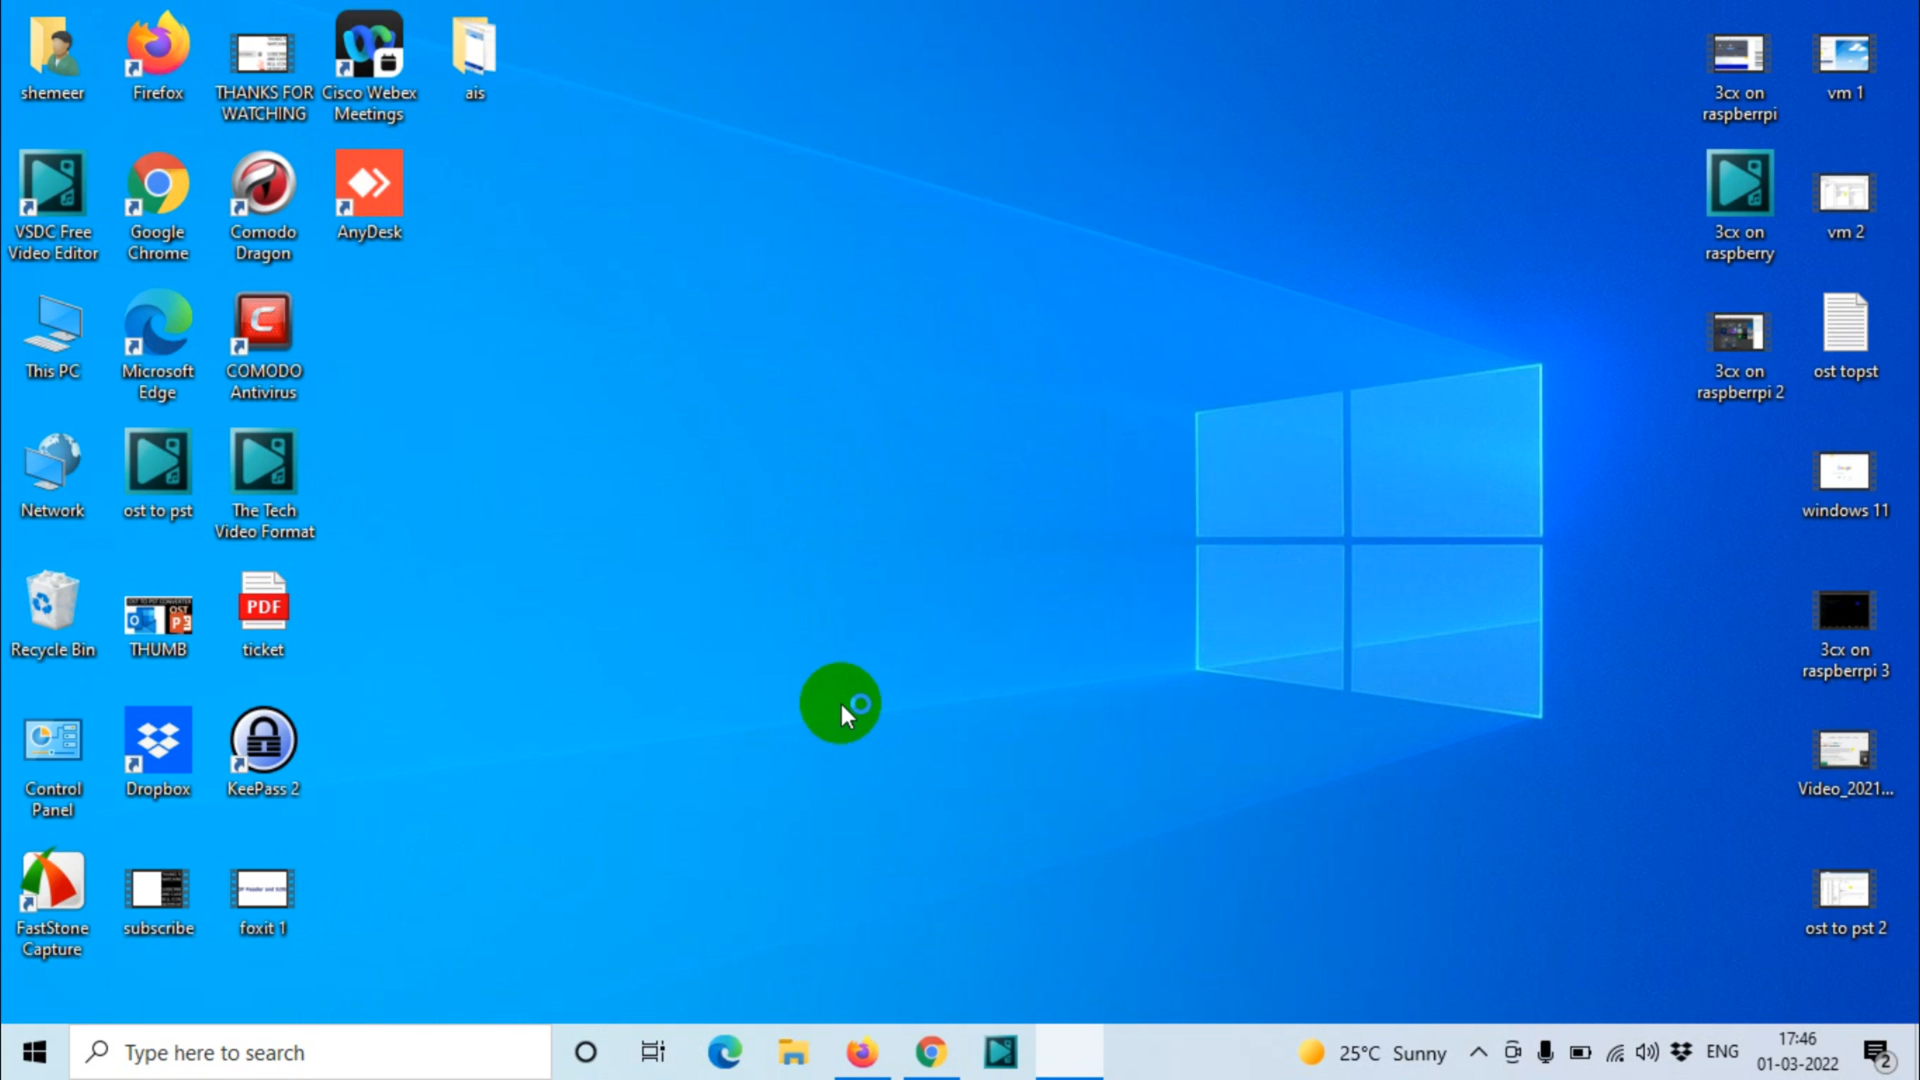 shemeer
Firefox
THANKS FOR
WATCHING
Cisco Webex
Meetings
ais
VSDC Free
Video Editor
Google
Chrome
Comodo
Dragon
AnyDesk
This PC
Microsoft
Edge
COMODO
Antivirus
Network
ost to pst
The Tech
Video Format
Recycle Bin
THUMB
PDF
ticket
Control
Panel
Dropbox
KeePass 2
FastStone
Capture
subscribe
foxit 1
3cx on
raspberrpi
vm 1
3cx on
raspberry
vm 2
3cx on
raspberrpi 2
ost topst
windows 11
3cx on
raspberrpi 3
Video_2021...
ost to pst 2
Type here to search
25°C Sunny
ENG
17:46
01-03-2022
2